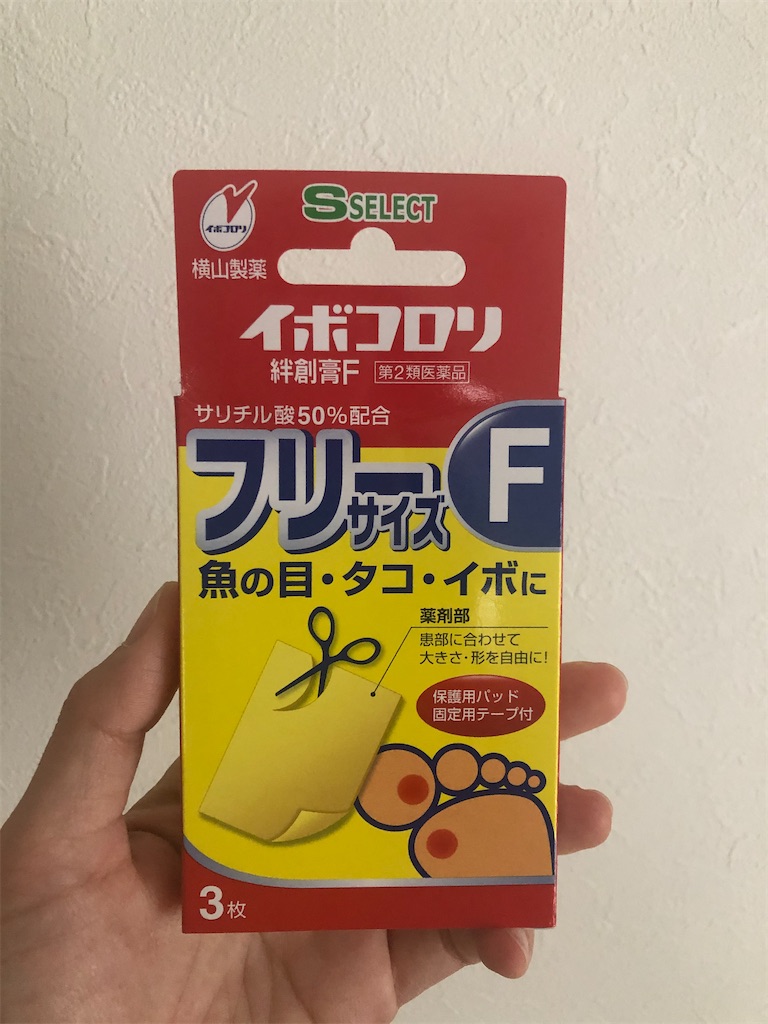 S SELECT
イボコロリ
横山製薬
イボコロリ
絆創膏F 第2類医薬品
サリチル酸50%配合
F
フリーサイズ
魚の目・タコ・イボに
薬剤部
患部に合わせて
大きさ・形を自由に!
保護用パッド
固定用テープ付
3枚